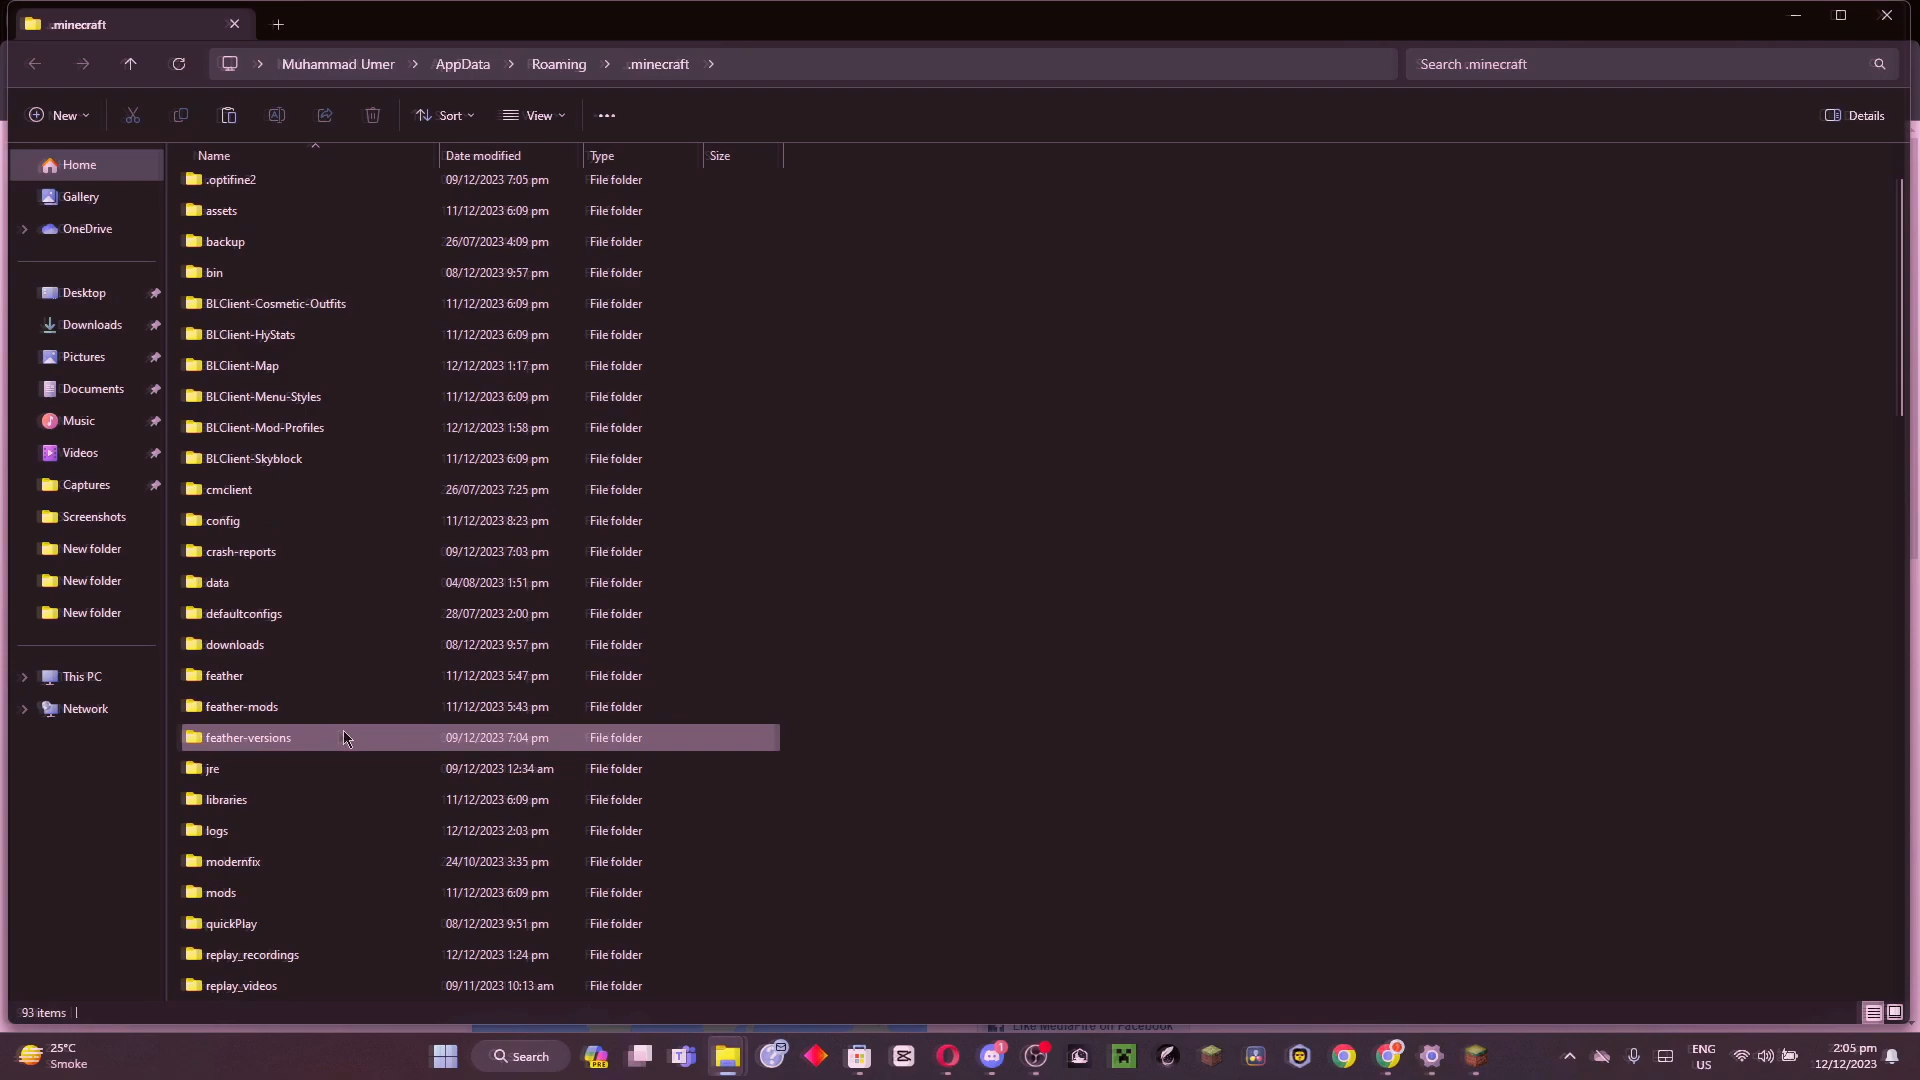 .minecraft
Muhammad Umer > AppData > Roaming > .minecraft >
Search .minecraft
New Sort View Details
Name Date modified Type Size
Home
Gallery
OneDrive
Desktop
Downloads
Pictures
Documents
Music
Videos
Captures
Screenshots
New folder
New folder
New folder
This PC
Network
.optifine2 09/12/2023 7:05 pm File folder
assets 11/12/2023 6:09 pm File folder
backup 26/07/2023 4:09 pm File folder
bin 08/12/2023 9:57 pm File folder
BLClient-Cosmetic-Outfits 11/12/2023 6:09 pm File folder
BLClient-HyStats 11/12/2023 6:09 pm File folder
BLClient-Map 12/12/2023 1:17 pm File folder
BLClient-Menu-Styles 11/12/2023 6:09 pm File folder
BLClient-Mod-Profiles 12/12/2023 1:58 pm File folder
BLClient-Skyblock 11/12/2023 6:09 pm File folder
cmclient 26/07/2023 7:25 pm File folder
config 11/12/2023 8:23 pm File folder
crash-reports 09/12/2023 7:03 pm File folder
data 04/08/2023 1:51 pm File folder
defaultconfigs 28/07/2023 2:00 pm File folder
downloads 08/12/2023 9:57 pm File folder
feather 11/12/2023 5:47 pm File folder
feather-mods 11/12/2023 5:43 pm File folder
feather-versions 09/12/2023 7:04 pm File folder
jre 09/12/2023 12:34 am File folder
libraries 11/12/2023 6:09 pm File folder
logs 12/12/2023 2:03 pm File folder
modernfix 24/10/2023 3:35 pm File folder
mods 11/12/2023 6:09 pm File folder
quickPlay 08/12/2023 9:51 pm File folder
replay_recordings 12/12/2023 1:24 pm File folder
replay_videos 09/11/2023 10:13 am File folder
93 items
Like MediaFire on Facebook
25°C
Smoke
Search
PRE
1
ENG
US
2:05 pm
12/12/2023